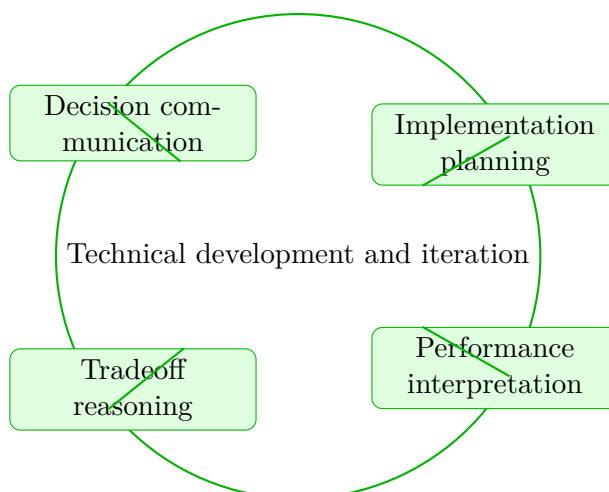 Decision com-
munication
Implementation
planning
Technical development and iteration
Tradeoff
reasoning
Performance
interpretation